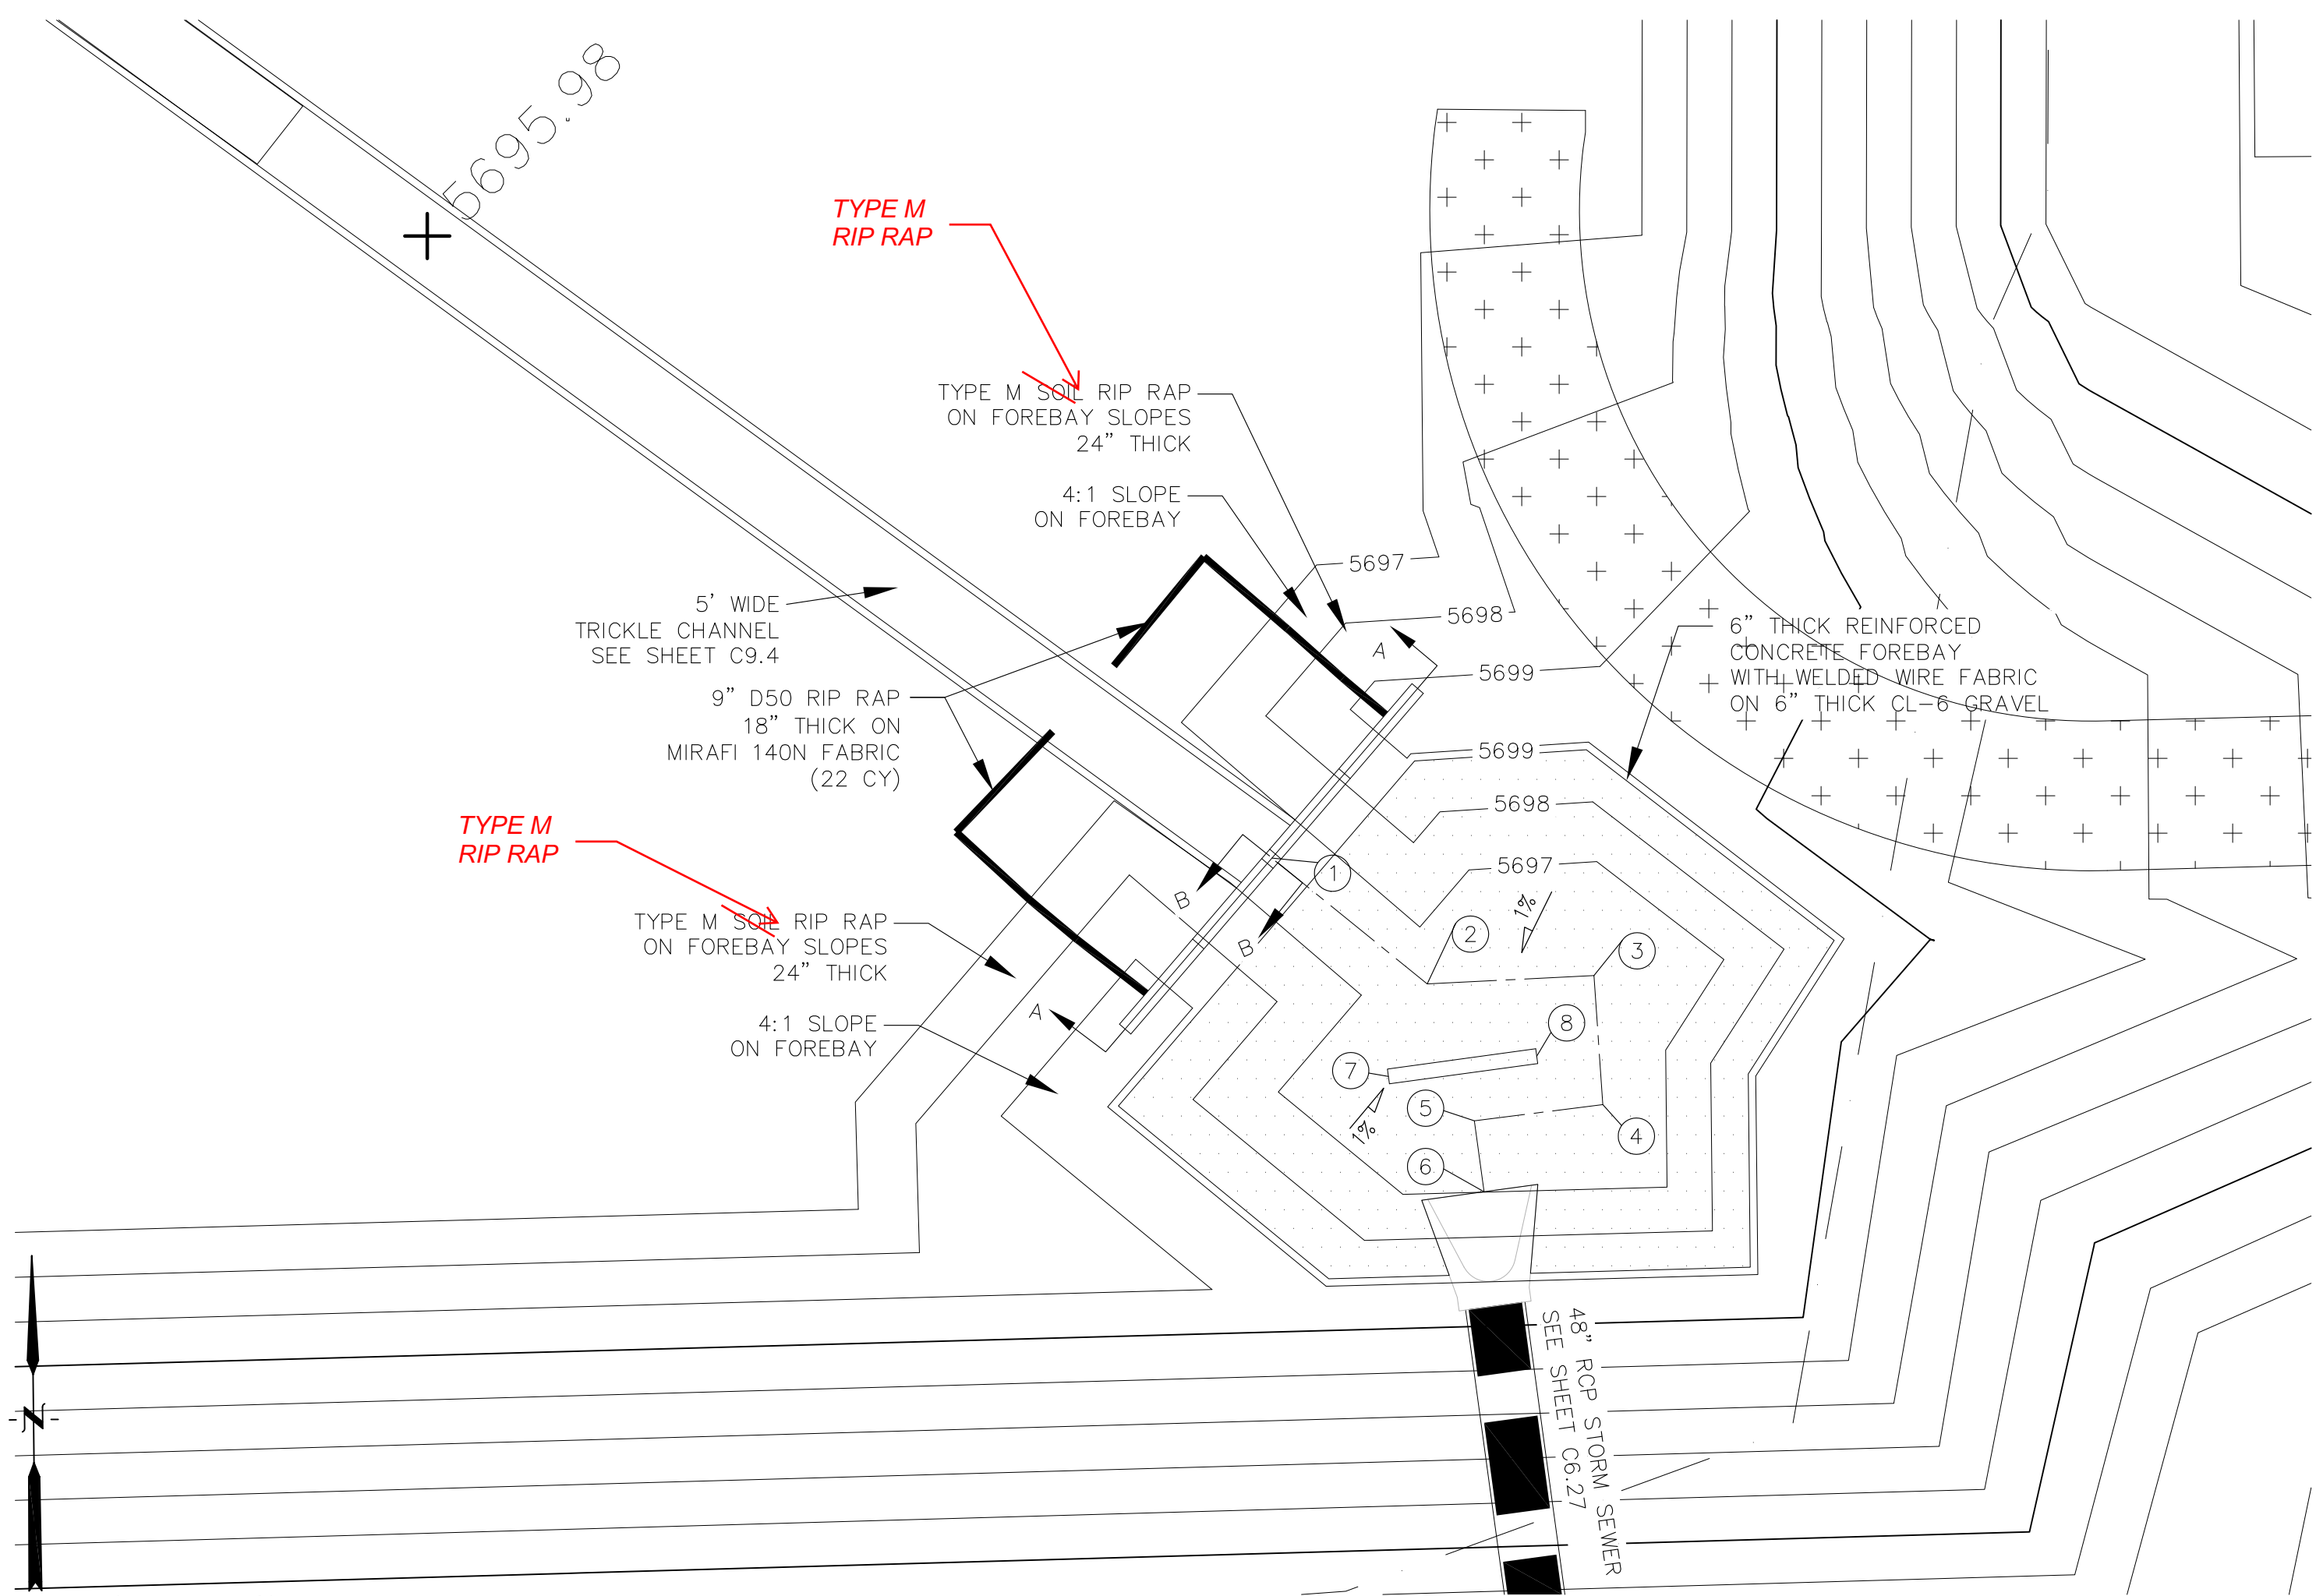 5695.98
TYPE M
RIP RAP
TYPE M SOIL RIP RAP
ON FOREBAY SLOPES
24" THICK
4:1 SLOPE
ON FOREBAY
5697
5698
5699
A
5' WIDE
TRICKLE CHANNEL
SEE SHEET C9.4
9" D50 RIP RAP
18" THICK ON
MIRAFI 140N FABRIC
(22 CY)
6" THICK REINFORCED
CONCRETE FOREBAY
WITH WELDED WIRE FABRIC
ON 6" THICK CL-6 GRAVEL
5699
5698
5697
TYPE M
RIP RAP
TYPE M SOIL RIP RAP
ON FOREBAY SLOPES
24" THICK
4:1 SLOPE
ON FOREBAY
A
B
B
1
2
3
1%
8
7
5
4
1%
6
48" RCP STORM SEWER
SEE SHEET C6.27
N